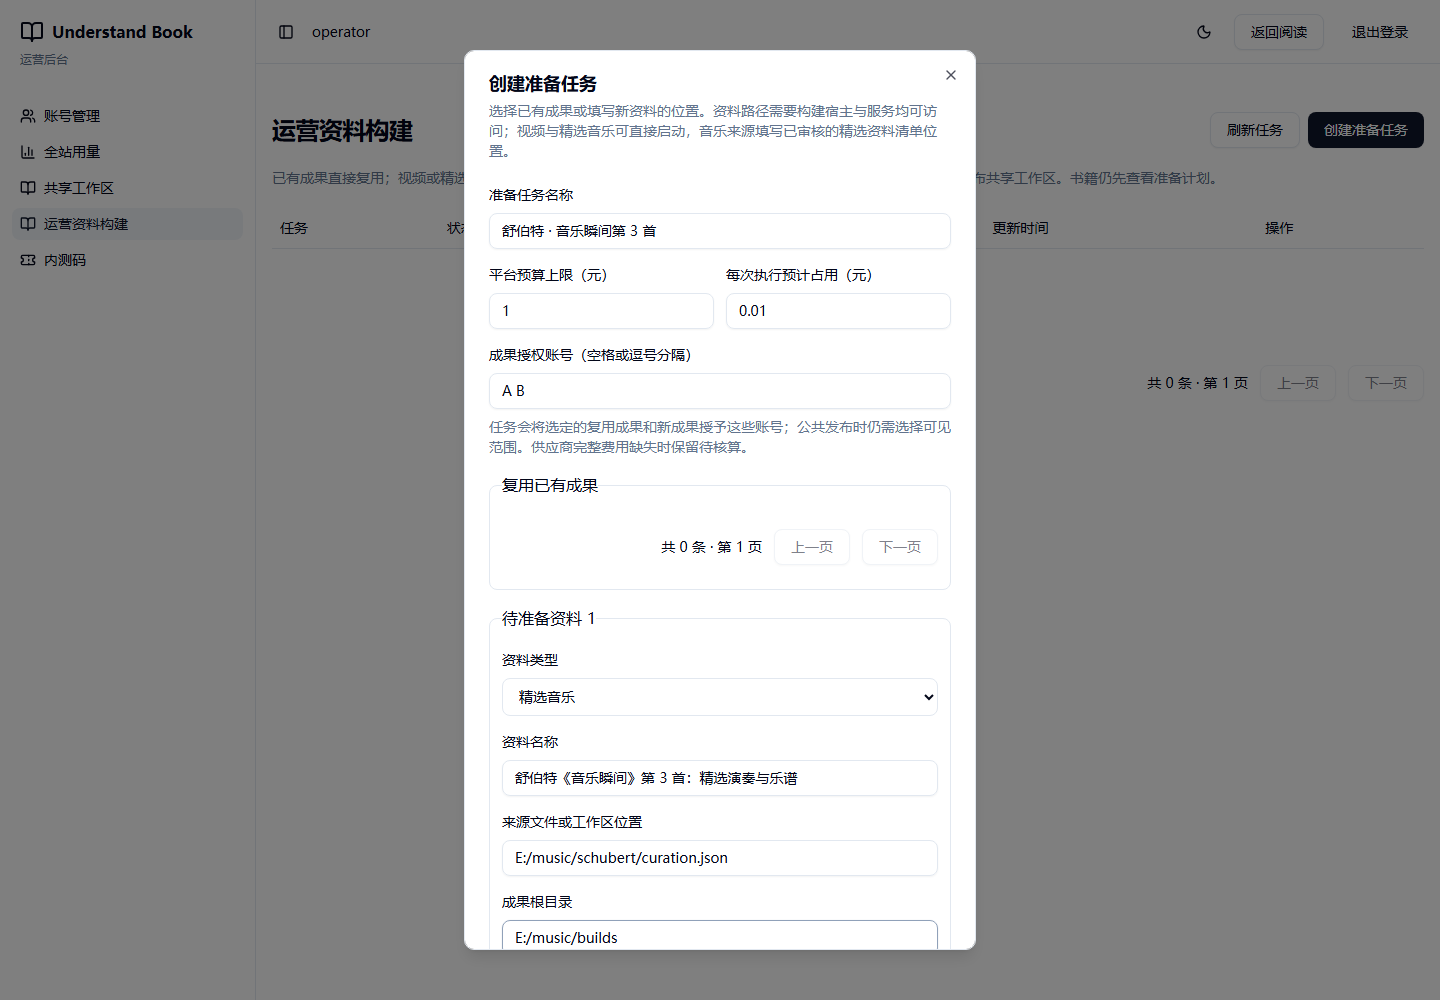 Understand Book
运营后台
operator
返回阅读
退出登录
账号管理
全站用量
共享工作区
运营资料构建
内测码
运营资料构建
刷新任务
创建准备任务
已有成果直接复用；视频或精选
布共享工作区。书籍仍先查看准备计划。
任务
更新时间
操作
共 0 条 · 第 1 页
上一页
下一页
创建准备任务
选择已有成果或填写新资料的位置。资料路径需要构建宿主与服务均可访
问；视频与精选音乐可直接启动，音乐来源填写已审核的精选资料清单位
置。
准备任务名称
舒伯特 · 音乐瞬间第 3 首
平台预算上限（元）
每次执行预计占用（元）
1
0.01
成果授权账号（空格或逗号分隔）
A B
任务会将选定的复用成果和新成果授予这些账号；公共发布时仍需选择可见
范围。供应商完整费用缺失时保留待核算。
复用已有成果
共 0 条 · 第 1 页
上一页
下一页
待准备资料 1
资料类型
精选音乐
资料名称
舒伯特《音乐瞬间》第 3 首：精选演奏与乐谱
来源文件或工作区位置
E:/music/schubert/curation.json
成果根目录
E:/music/builds